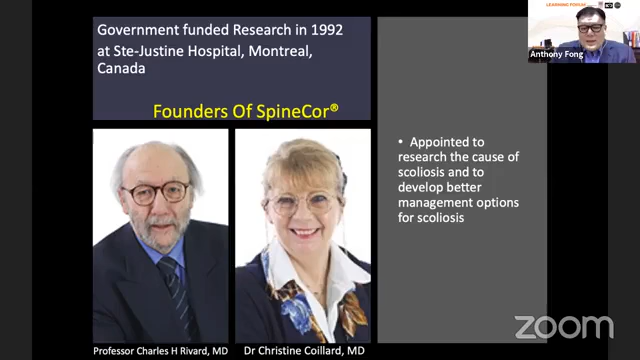 Government funded Research in 1992
at Ste-Justine Hospital, Montreal,
Canada
Founders Of SpineCor®
• Appointed to
research the cause of
scoliosis and to
develop better
management options
for scoliosis
Professor Charles H Rivard, MD
Dr Christine Coillard, MD
LEARNING FORUM
Anthony Fong
zoom